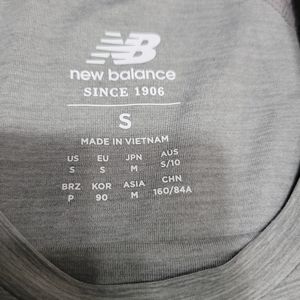 NB
new balance
SINCE 1906
S
MADE IN VIETNAM
US EU JPN AUS
S S M S/10
BRZ KOR ASIA CHN
P 90 M 160/84A